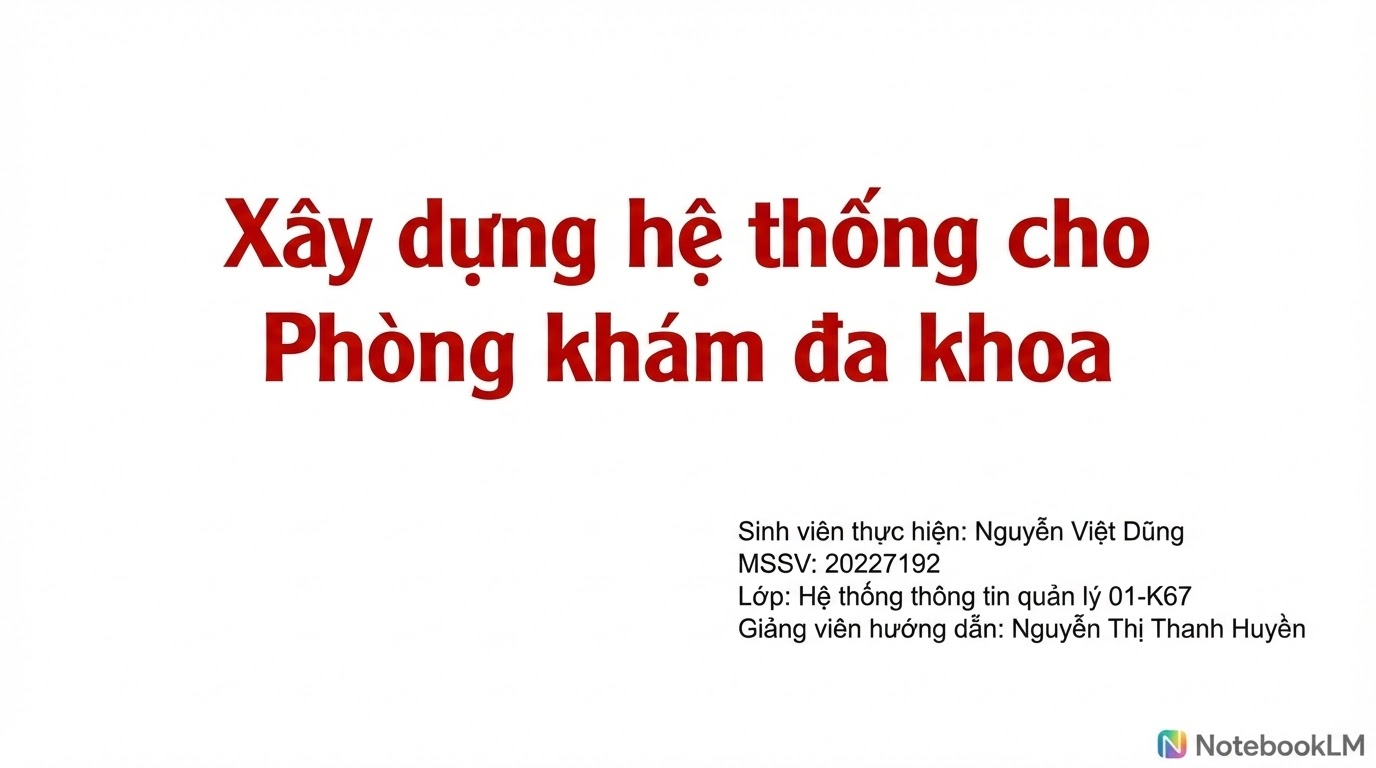 Xây dựng hệ thống cho
Phòng khám đa khoa
Sinh viên thực hiện: Nguyễn Việt Dũng
MSSV: 20227192
Lớp: Hệ thống thông tin quản lý 01-K67
Giảng viên hướng dẫn: Nguyễn Thị Thanh Huyền
NotebookLM